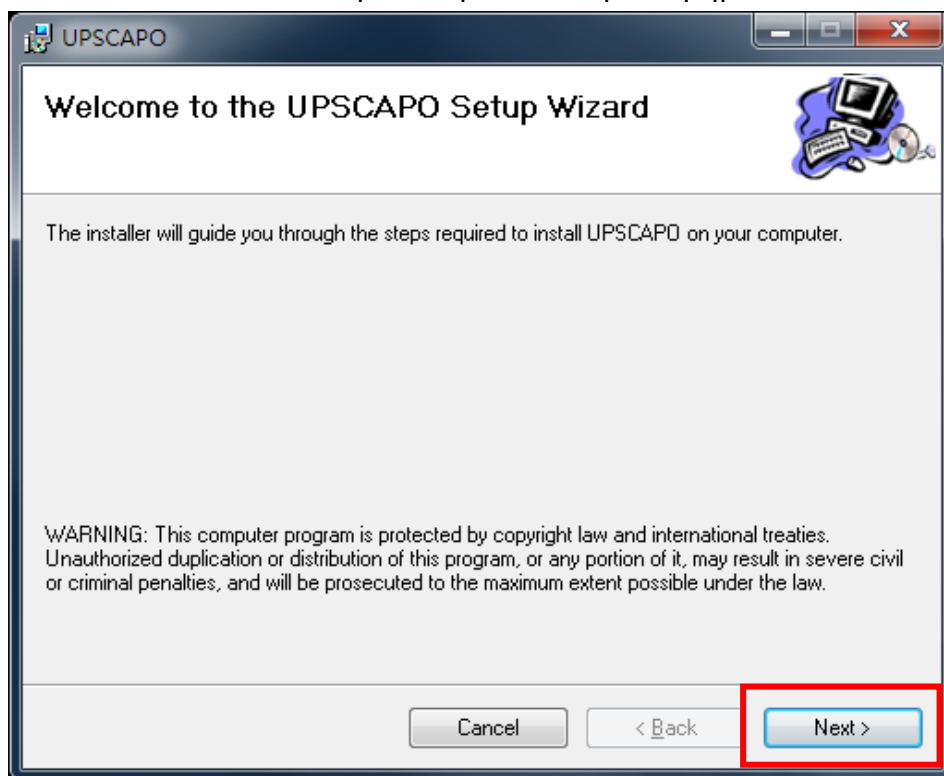 UPSCAPO
Welcome to the UPSCAPO Setup Wizard
The installer will guide you through the steps required to install UPSCAPO on your computer.
WARNING: This computer program is protected by copyright law and international treaties.
Unauthorized duplication or distribution of this program, or any portion of it, may result in severe civil
or criminal penalties, and will be prosecuted to the maximum extent possible under the law.
Cancel
< Back
Next >